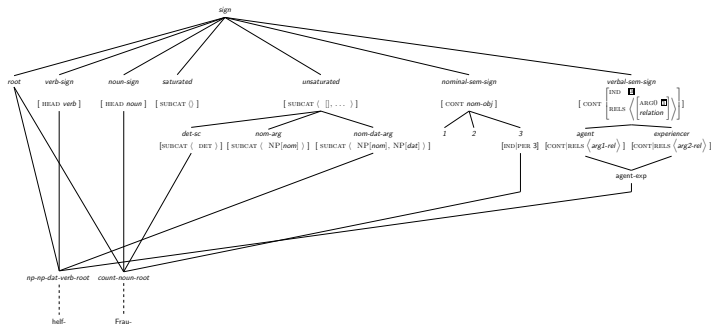 sign
root verb-sign noun-sign saturated unsaturated nominal-sem-sign verbal-sem-sign
[ HEAD verb ] [ HEAD noun ] [ SUBCAT ⟨⟩ ] [ SUBCAT ⟨ [], … ⟩ ] [ CONT nom-obj ] [ CONT [ IND 1
RELS ⟨ [ ARG0 1
relation ] ⟩ ] ]
det-sc nom-arg nom-dat-arg 1 2 3 agent experiencer
[SUBCAT ⟨ DET ⟩ ] [ SUBCAT ⟨ NP[nom] ⟩ ] [ SUBCAT ⟨ NP[nom], NP[dat] ⟩ ] [IND|PER 3] [CONT|RELS ⟨ arg1-rel ⟩ ] [CONT|RELS ⟨ arg2-rel ⟩ ]
agent-exp
np-np-dat-verb-root count-noun-root
helf- Frau-